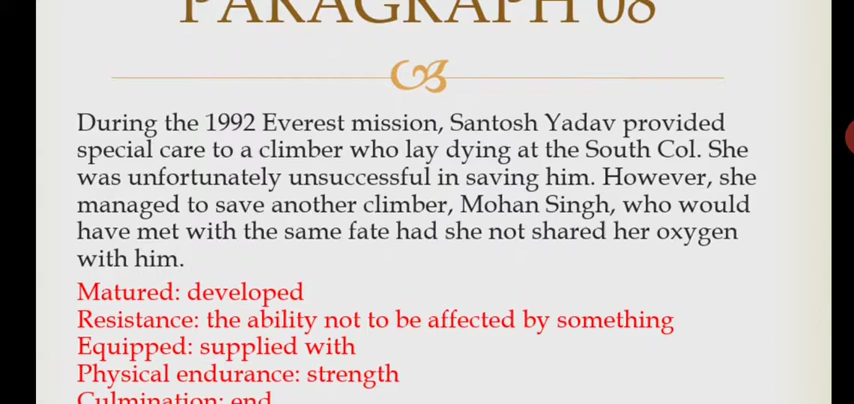 PARAGRAPH 08
During the 1992 Everest mission, Santosh Yadav provided
special care to a climber who lay dying at the South Col. She
was unfortunately unsuccessful in saving him. However, she
managed to save another climber, Mohan Singh, who would
have met with the same fate had she not shared her oxygen
with him.
Matured: developed
Resistance: the ability not to be affected by something
Equipped: supplied with
Physical endurance: strength
Culmination: end